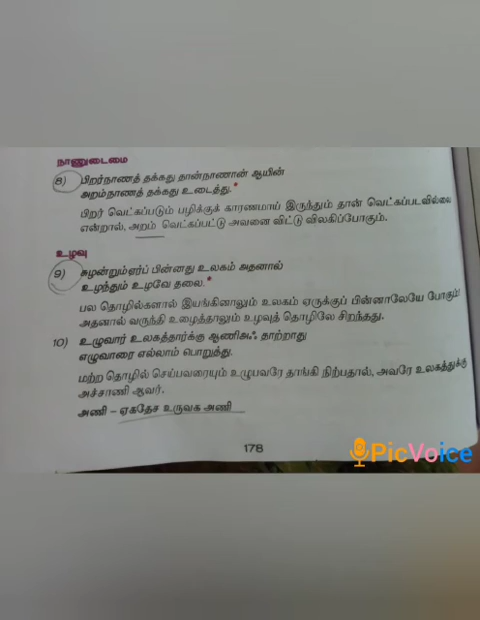 நாணுடைமை
8) பிறர்நாணத் தக்கது தான்நாணான் ஆயின்
அறம்நாணத் தக்கது உடைத்து.*
பிறர் வெட்கப்படும் பழிக்குக் காரணமாய் இருந்தும் தான் வெட்கப்படவில்லை
என்றால், அறம் வெட்கப்பட்டு அவனை விட்டு விலகிப்போகும்.
உழவு
9) சுழன்றும்ஏர்ப் பின்னது உலகம் அதனால்
உழந்தும் உழவே தலை.*
பல தொழில்களால் இயங்கினாலும் உலகம் ஏருக்குப் பின்னாலேயே போகும்!
அதனால் வருந்தி உழைத்தாலும் உழவுத் தொழிலே சிறந்தது.
10) உழுவார் உலகத்தார்க்கு ஆணிஅஃ தாற்றாது
எழுவாரை எல்லாம் பொறுத்து.
மற்ற தொழில் செய்பவரையும் உழுபவரே தாங்கி நிற்பதால், அவரே உலகத்துக்கு
அச்சாணி ஆவர்.
அணி – ஏகதேச உருவக அணி
178
PicVoice